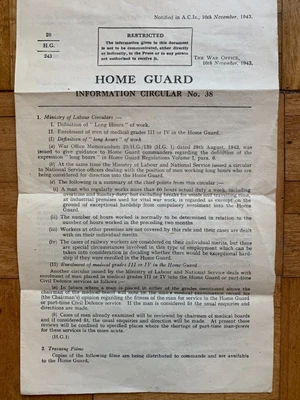 Notified in A.C.Is., 10th November, 1943.
20
H.G.
243
RESTRICTED
The information given in this document
is not to be communicated, either directly
or indirectly, to the Press or to any person
not authorised to receive it.
THE WAR OFFICE,
10th November, 1943.
HOME GUARD
INFORMATION CIRCULAR No. 38
1. Ministry of Labour Circulars :—
I. Definition of " Long Hours " of work.
II. Enrolment of men of medical grades III or IV in the Home Guard.
(I) Definition of " long hours " of work.
(a) War Office Memorandum 20/H.G./139 (H.G.1) dated 28th August, 1943, was
issued to give guidance to Home Guard commanders regarding the definition of the
expression " long hours " in Home Guard Regulations Volume I, para. 6.
(b) At the same time the Ministry of Labour and National Service issued a circular
to National Service officers dealing with the position of men working long hours who are
being considered for direction into the Home Guard.
(c) The following is a summary of the chief points from this circular :—
(i) A man who regularly works more than 60 hours actual duty a week, including
overtime and Sunday work, but excluding breaks for meals and travelling time,
in industrial premises used for vital war work, is regarded as exempt on the
ground of exceptional hardship from compulsory enrolment into the Home
Guard.
(ii) The number of hours worked is normally to be determined in relation to the
number of hours worked in the preceding two months.
(iii) Workers at other premises are not covered by this rule and their cases are dealt
with on their individual merits.
(iv) The cases of railway workers are considered on their individual merits, but there
are special circumstances involved in this type of employment which can be
taken into consideration in deciding whether there would be exceptional hard-
ship if they were enrolled in the Home Guard.
(II) Enrolment of medical grades III or IV in the Home Guard.
Another circular issued by the Ministry of Labour and National Service deals with
enrolment of men placed in medical grades III or IV into the Home Guard or part-time
Civil Defence services as follows :—
(a) In future when a man is placed in either of the grades mentioned above the
chairman of the medical board will note on the man's medical examination record his
(the Chairman's) opinion regarding the fitness of the man for service in the Home Guard
or part-time Civil Defence service. If the man is considered fit the usual enquiries and
directions are made.
(b) Cases of men already examined will be reviewed by chairmen of medical boards
and if considered fit, the usual enquiries and direction will be made. At present these
reviews will be confined to specified places where the shortage of part-time man-power
for these services is the more acute.
(H.G.1)
2. Training Films
Copies of the following films are being distributed to commands and are available
to the Home Guard.